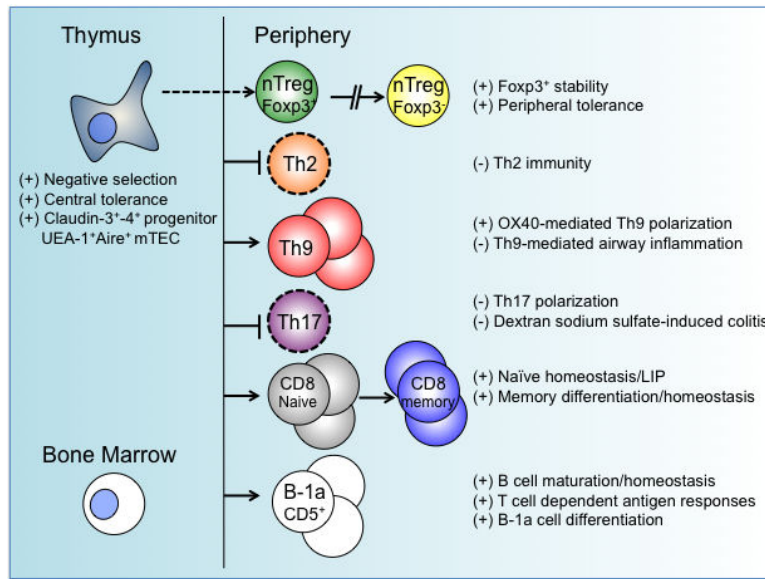 Thymus
Periphery
nTreg
Foxp3⁺
nTreg
Foxp3⁻
(+) Foxp3⁺ stability
(+) Peripheral tolerance
(+) Negative selection
(+) Central tolerance
(+) Claudin-3⁺-4⁺ progenitor
UEA-1⁺Aire⁺ mTEC
Th2
(-) Th2 immunity
Th9
(+) OX40-mediated Th9 polarization
(-) Th9-mediated airway inflammation
Th17
(-) Th17 polarization
(-) Dextran sodium sulfate-induced colitis
CD8
Naive
CD8
memory
(+) Naïve homeostasis/LIP
(+) Memory differentiation/homeostasis
Bone Marrow
B-1a
CD5⁺
(+) B cell maturation/homeostasis
(+) T cell dependent antigen responses
(+) B-1a cell differentiation